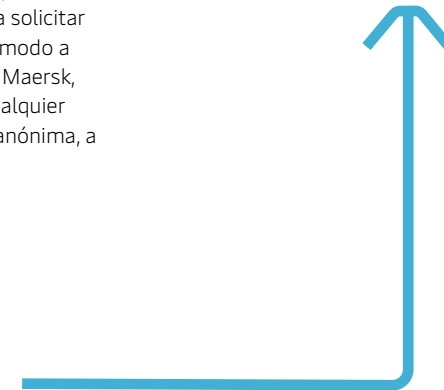 a solicitar
modo a
Maersk,
alquier
anónima, a